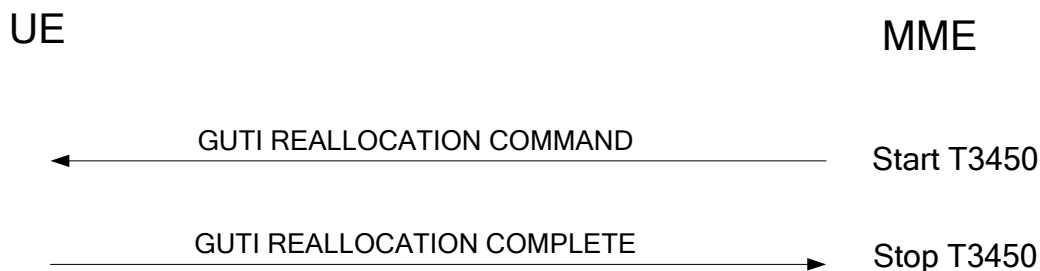 UE
MME
GUTI REALLOCATION COMMAND
Start T3450
GUTI REALLOCATION COMPLETE
Stop T3450